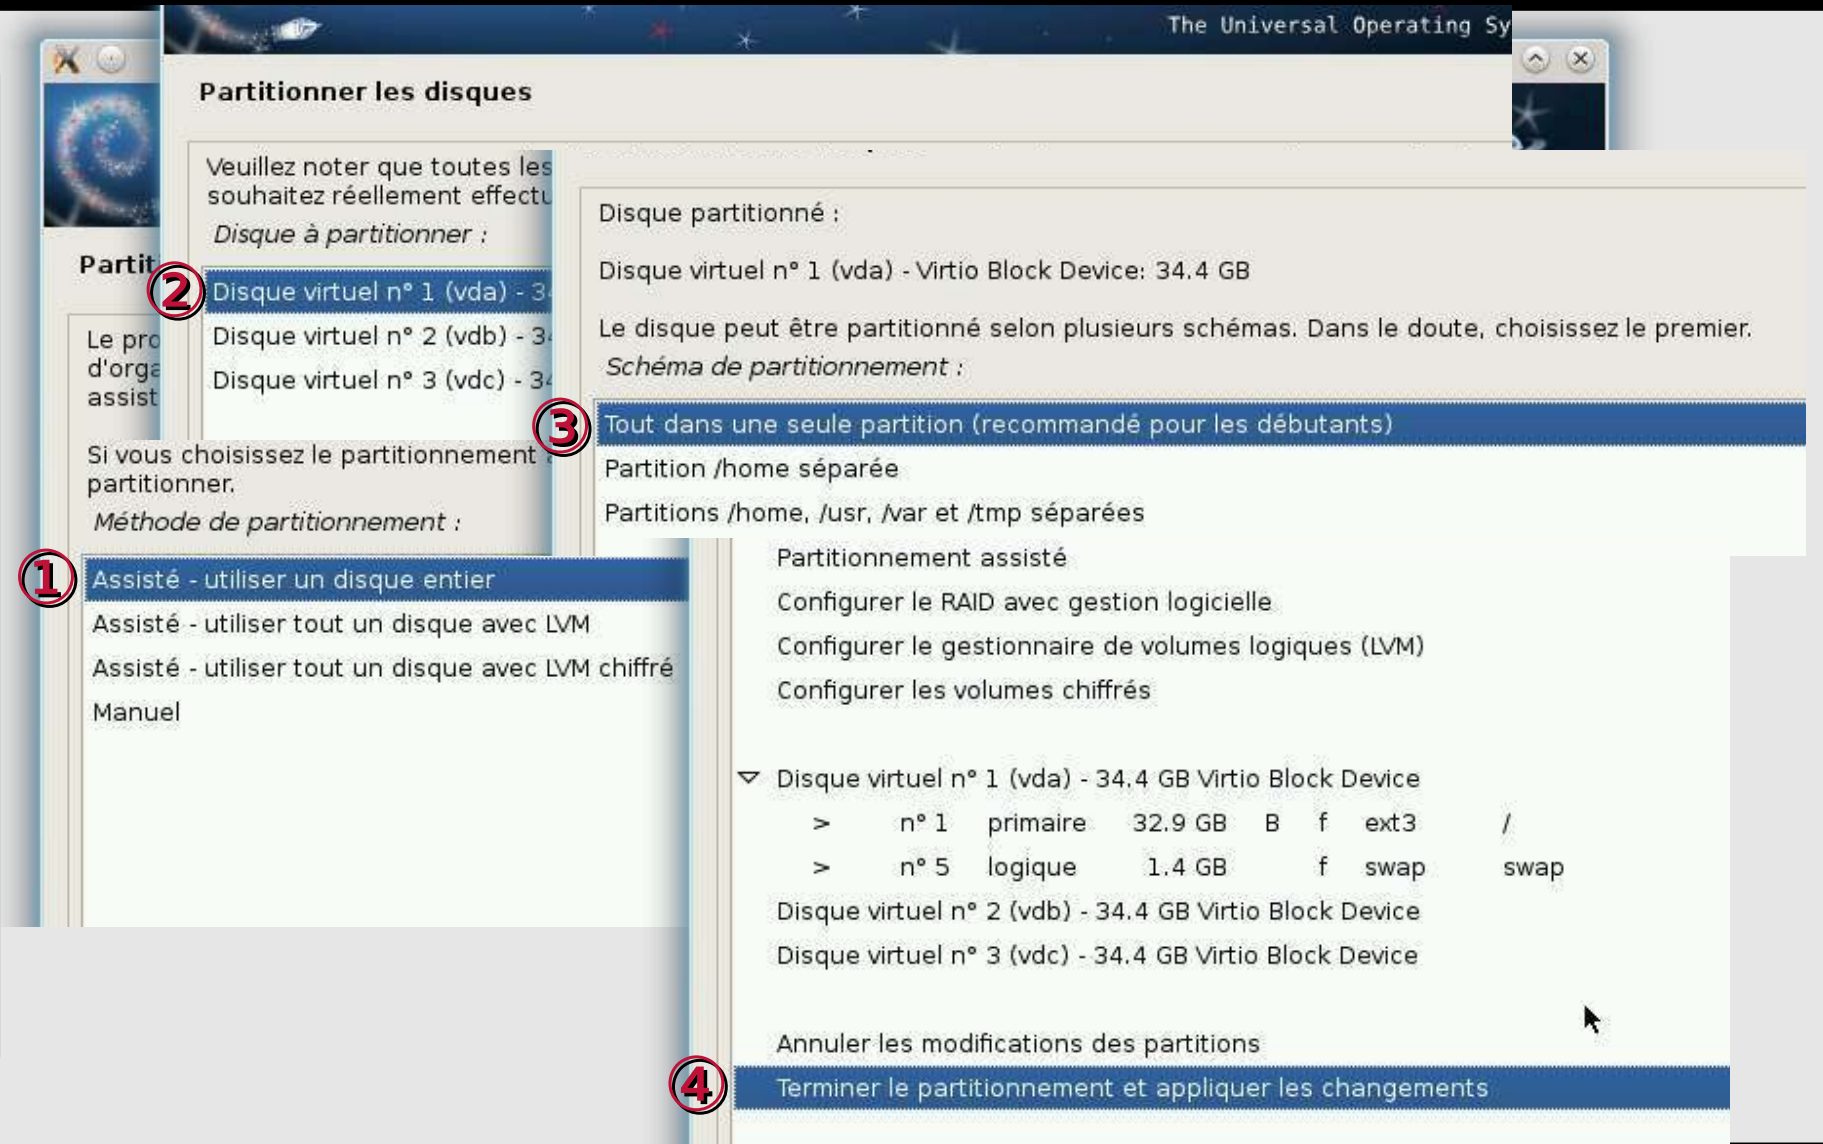 The Universal Operating Sy
Partitionner les disques
Veuillez noter que toutes les
souhaitez réellement effectu
Disque à partitionner :
2
Disque virtuel n° 1 (vda) - 34
Disque virtuel n° 2 (vdb) - 34
Disque virtuel n° 3 (vdc) - 34
Disque partitionné :
Disque virtuel n° 1 (vda) - Virtio Block Device: 34.4 GB
Le disque peut être partitionné selon plusieurs schémas. Dans le doute, choisissez le premier.
Schéma de partitionnement :
3
Tout dans une seule partition (recommandé pour les débutants)
Partition /home séparée
Partitions /home, /usr, /var et /tmp séparées
Partit
Le pro
d'orga
assist
Si vous choisissez le partitionnement
partitionner.
Méthode de partitionnement :
1
Assisté - utiliser un disque entier
Assisté - utiliser tout un disque avec LVM
Assisté - utiliser tout un disque avec LVM chiffré
Manuel
Partitionnement assisté
Configurer le RAID avec gestion logicielle
Configurer le gestionnaire de volumes logiques (LVM)
Configurer les volumes chiffrés
Disque virtuel n° 1 (vda) - 34.4 GB Virtio Block Device
> n° 1 primaire 32.9 GB B f ext3 /
> n° 5 logique 1.4 GB f swap swap
Disque virtuel n° 2 (vdb) - 34.4 GB Virtio Block Device
Disque virtuel n° 3 (vdc) - 34.4 GB Virtio Block Device
Annuler les modifications des partitions
4
Terminer le partitionnement et appliquer les changements